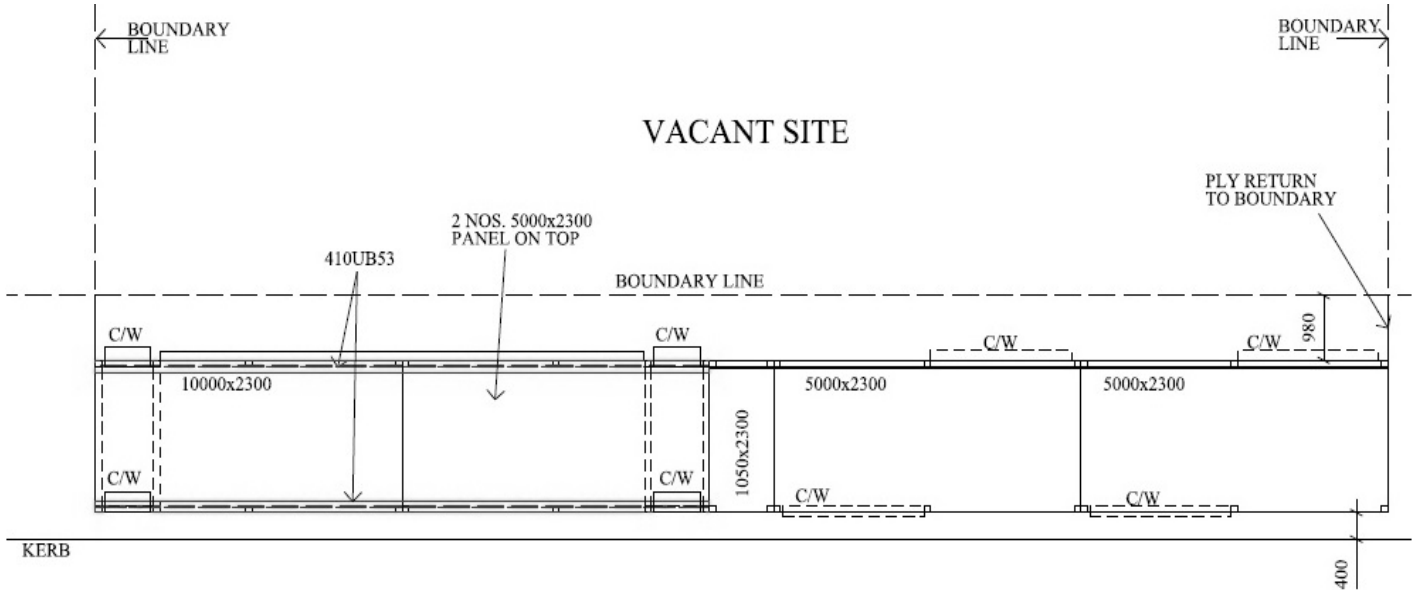 BOUNDARY
LINE
BOUNDARY
LINE
VACANT SITE
PLY RETURN
TO BOUNDARY
2 NOS. 5000x2300
PANEL ON TOP
410UB53
BOUNDARY LINE
980
C/W
C/W
C/W
C/W
10000x2300
5000x2300
5000x2300
1050x2300
C/W
C/W
C/W
C/W
KERB
400